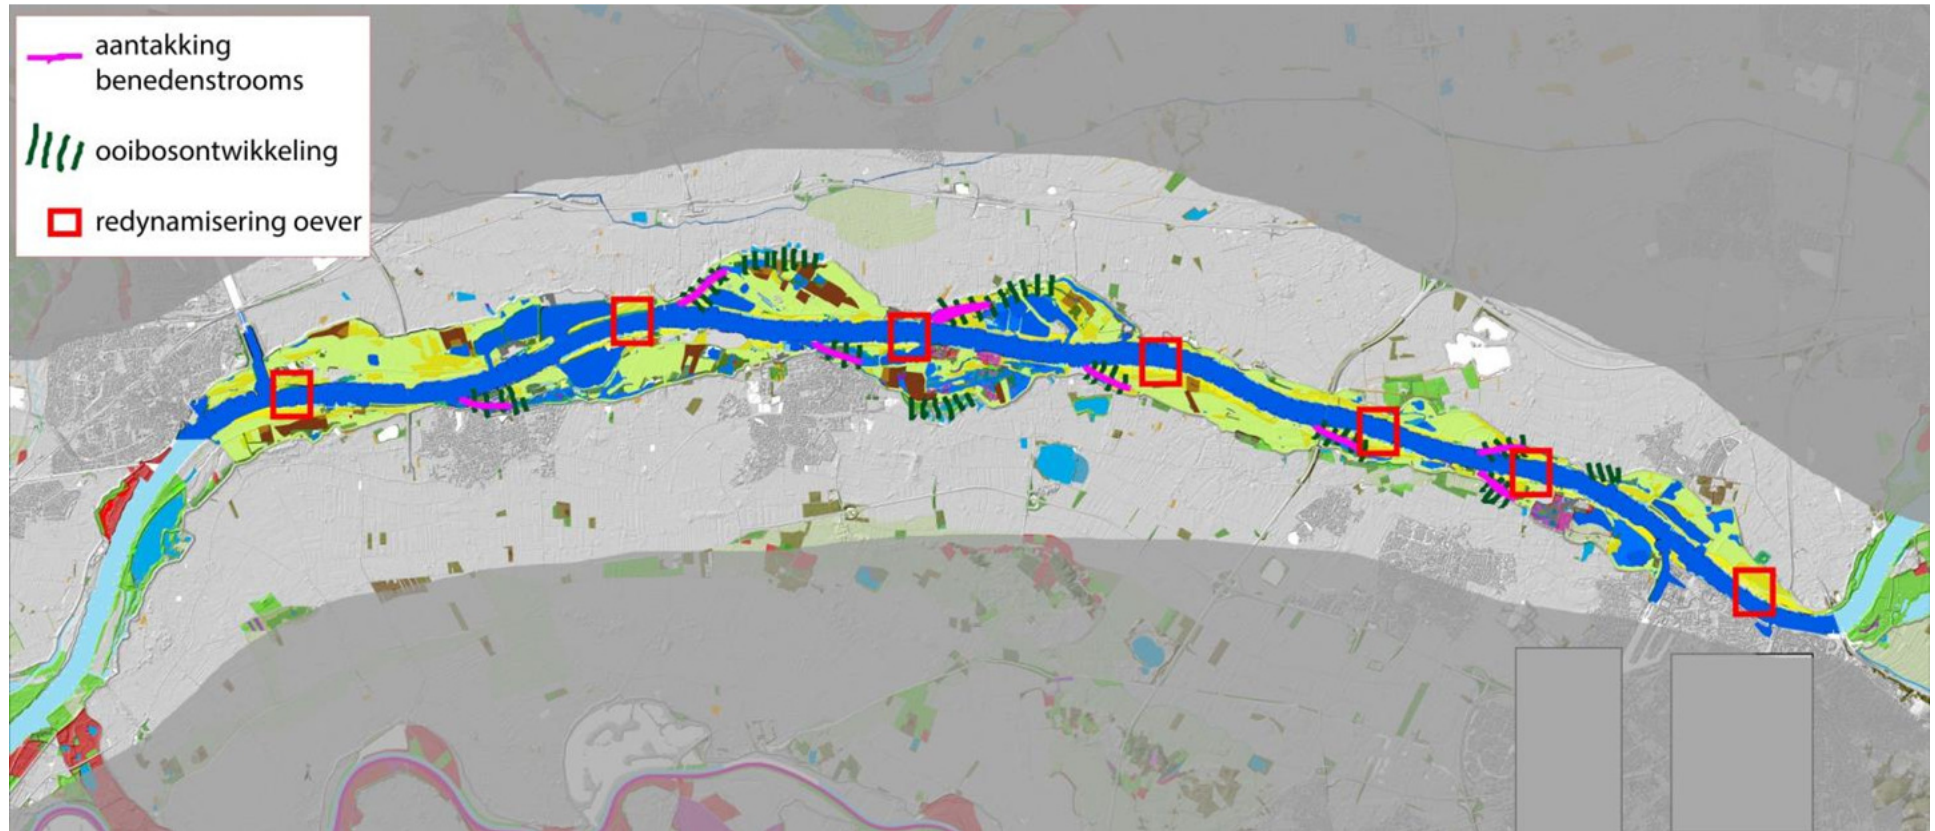 aantakking
benedenstrooms
ooibosontwikkeling
redynamisering oever